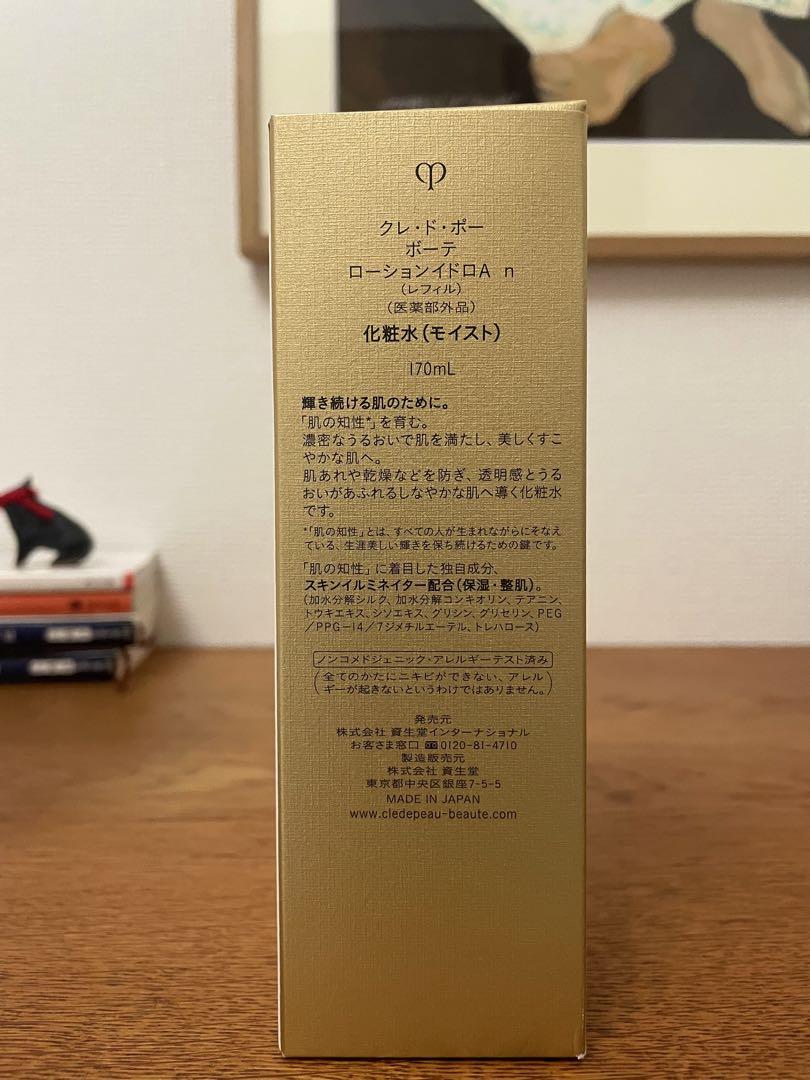 クレ・ド・ポー
ボーテ
ローションイドロA n
(レフィル)
(医薬部外品)
化粧水(モイスト)
170mL
輝き続ける肌のために。
「肌の知性*」を育む。
濃密なうるおいで肌を満たし、美しくすこ
やかな肌へ。
肌あれや乾燥などを防ぎ、透明感とうる
おいがあふれるしなやかな肌へ導く化粧水
です。
*「肌の知性」とは、すべての人が生まれながらにそなえ
ている、生涯美しい輝きを保ち続けるための鍵です。
「肌の知性」に着目した独自成分、
スキンイルミネイター配合(保湿・整肌)。
(加水分解シルク、加水分解コンキオリン、テアニン、
トウキエキス、シソエキス、グリシン、グリセリン、PEG
/PPG-14/7ジメチルエーテル、トレハロース)
ノンコメドジェニック・アレルギーテスト済み
(全てのかたにニキビができない、アレル
ギーが起きないというわけではありません。)
発売元
株式会社 資生堂インターナショナル
お客さま窓口 0120-81-4710
製造販売元
株式会社 資生堂
東京都中央区銀座7-5-5
MADE IN JAPAN
www.cledepeau-beaute.com